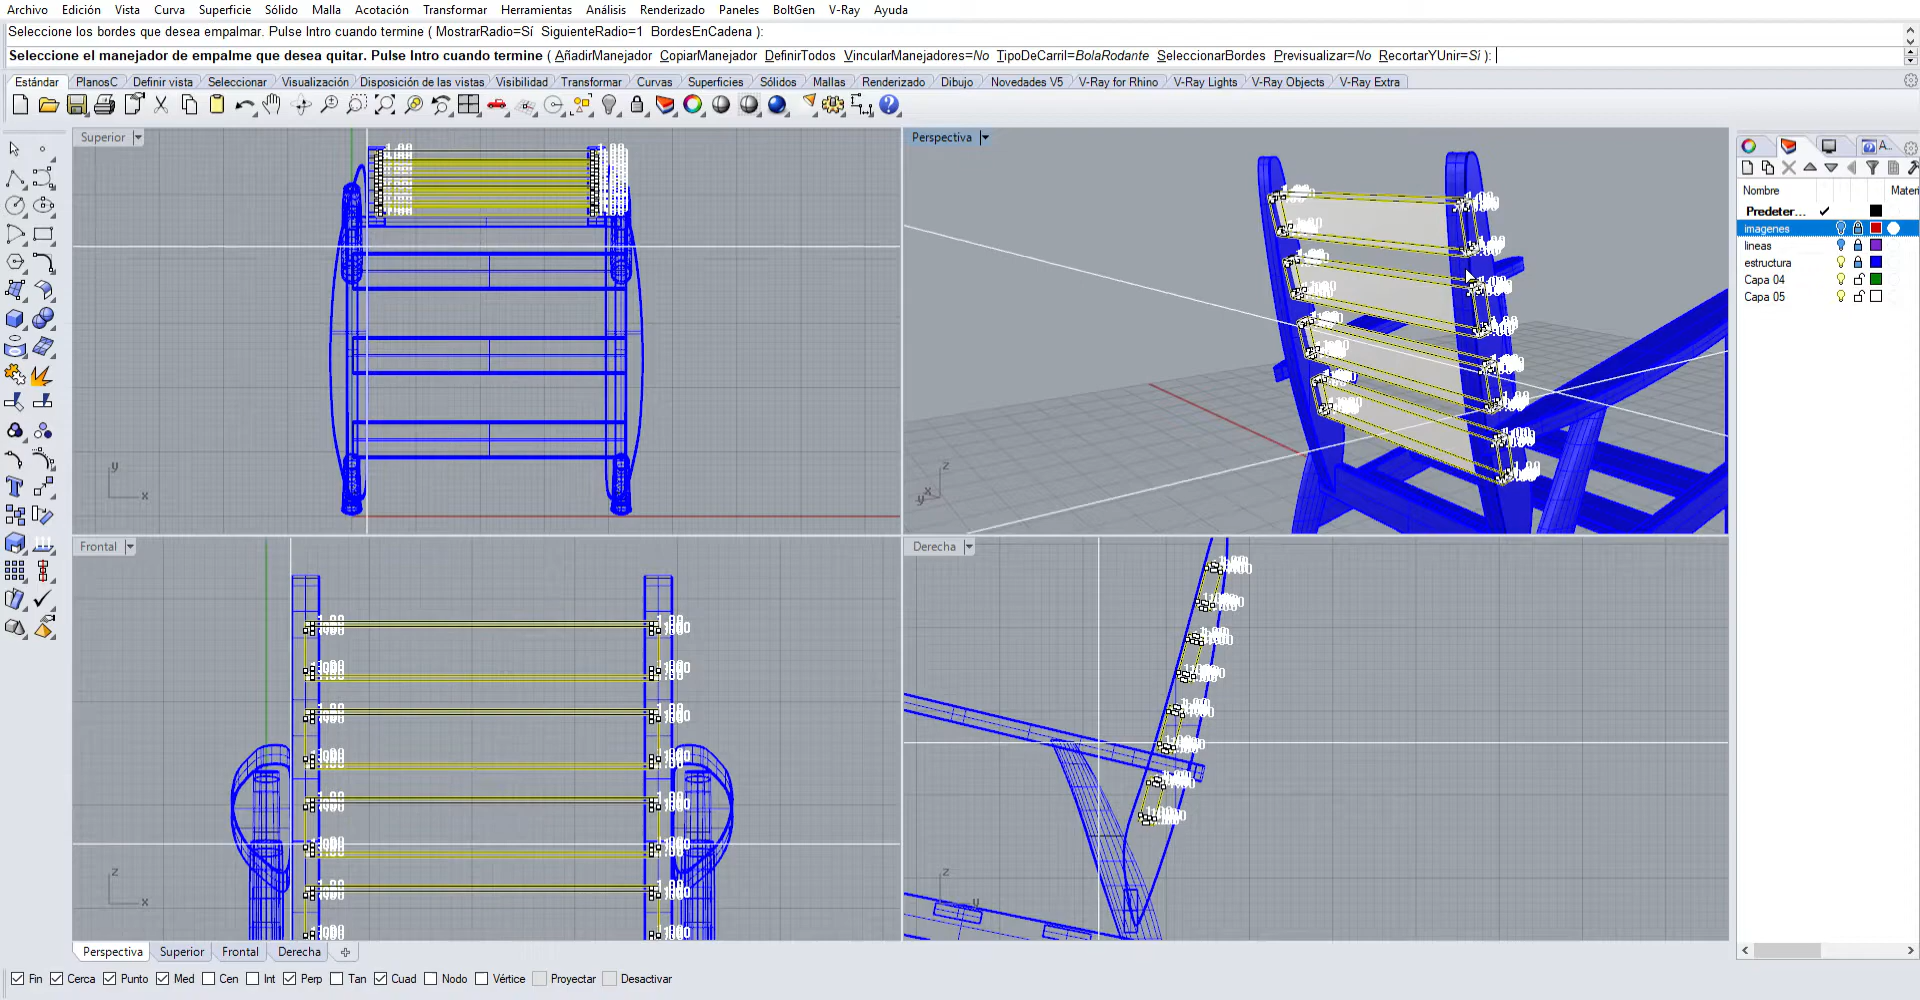 Archivo Edición Vista Curva Superficie Sólido Malla Acotación Transformar Herramientas Análisis Renderizado Paneles BoltGen V-Ray Ayuda
Seleccione los bordes que desea empalmar. Pulse Intro cuando termine ( MostrarRadio=Sí SiguienteRadio=1 BordesEnCadena ):
Seleccione el manejador de empalme que desea quitar. Pulse Intro cuando termine ( AñadirManejador CopiarManejador DefinirTodos VincularManejadores=No TipoDeCarril=BolaRodante SeleccionarBordes Previsualizar=No RecortarYUnir=Sí ):
Estándar PlanosC Definir vista Seleccionar Visualización Disposición de las vistas Visibilidad Transformar Curvas Superficies Sólidos Mallas Renderizado Dibujo Novedades V5 V-Ray for Rhino V-Ray Lights V-Ray Objects V-Ray Extra
Superior
Perspectiva
A...
Nombre Mater
Predeter...
imagenes
lineas
estructura
Capa 04
Capa 05
y
x
z
x
y
Frontal
Derecha
z
x
z
y
Perspectiva Superior Frontal Derecha
Fin Cerca Punto Med Cen Int Perp Tan Cuad Nodo Vértice Proyectar Desactivar